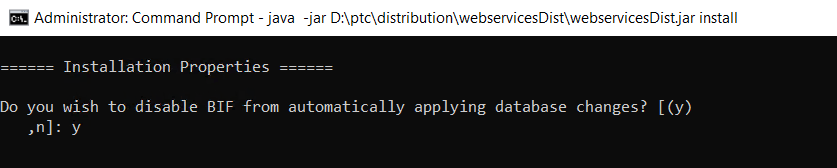 Administrator: Command Prompt - java  -jar D:\ptc\distribution\webservicesDist\webservicesDist.jar install
====== Installation Properties ======
Do you wish to disable BIF from automatically applying database changes? [(y)
,n]: y